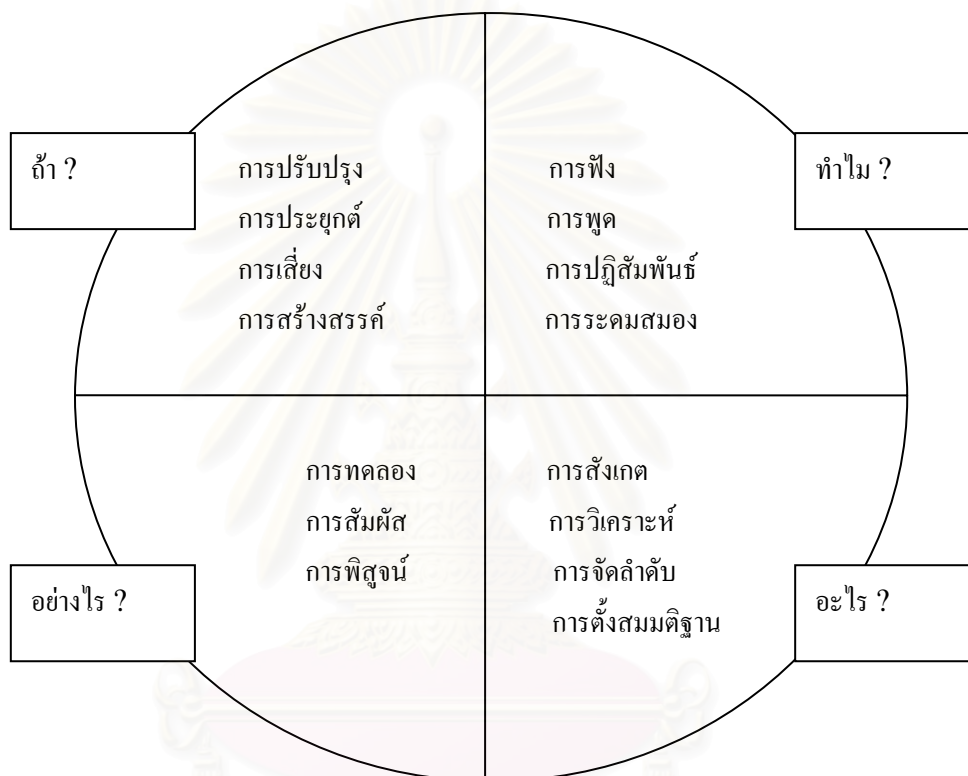 ถ้า ?
การปรับปรุง
การประยุกต์
การเสี่ยง
การสร้างสรรค์
การฟัง
การพูด
การปฏิสัมพันธ์
การระดมสมอง
ทำไม ?
อย่างไร ?
การทดลอง
การสัมผัส
การพิสูจน์
การสังเกต
การวิเคราะห์
การจัดลำดับ
การตั้งสมมติฐาน
อะไร ?